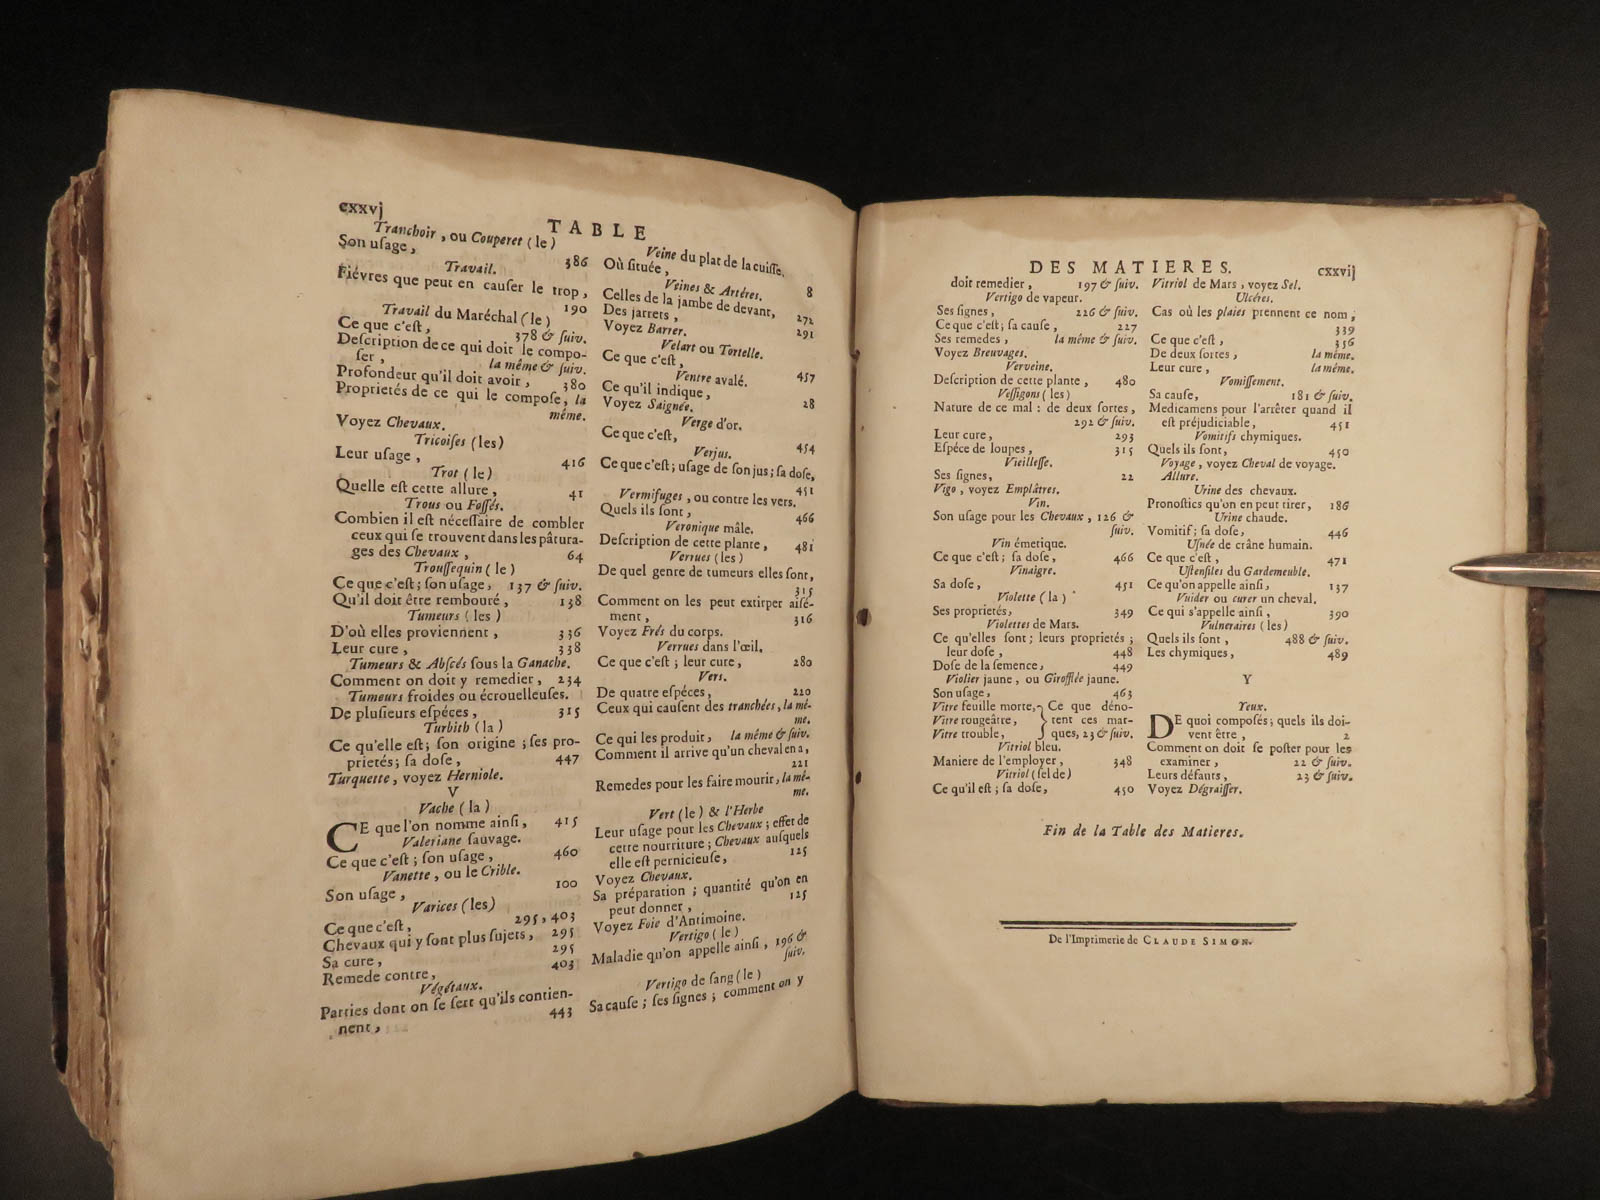 cxxvj
TABLE
Tranchoir, ou Couperet (le)
Son uſage, 386
Travail.
Fiévres que peut en cauſer le trop,
190
Travail du Maréchal (le)
Ce que c'eſt, 378 & ſuiv.
Deſcription de ce qui doit le compo-
ſer, la même & ſuiv.
Profondeur qu'il doit avoir, 380
Proprietés de ce qui le compoſe, la
même.
Voyez Chevaux.
Tricoiſes (les)
Leur uſage, 416
Trot (le)
Quelle eſt cette allure, 41
Trous ou Foſſés.
Combien il eſt néceſſaire de combler
ceux qui ſe trouvent dans les pâtura-
ges des Chevaux, 64
Trouſſequin (le)
Ce que c'eſt; ſon uſage, 137 & ſuiv.
Qu'il doit être rembouré, 138
Tumeurs (les)
D'où elles proviennent, 336
Leur cure, 338
Tumeurs & Abſcés ſous la Ganache.
Comment on doit y remedier, 234
Tumeurs froides ou écrouelleuſes.
De pluſieurs eſpéces, 315
Turbith (la)
Ce qu'elle eſt; ſon origine; ſes pro-
prietés; ſa doſe, 447
Turquette, voyez Herniole.
V
Vache (la)
CE que l'on nomme ainſi, 415
Valeriane ſauvage.
Ce que c'eſt; ſon uſage, 460
Vanette, ou le Crible.
Son uſage, 100
Varices (les)
Ce que c'eſt, 295, 403
Chevaux qui y ſont plus ſujets, 295
Sa cure, 295
Remede contre, 403
Végétaux.
Parties dont on ſe ſert qu'ils contien-
nent, 443
Veine du plat de la cuiſſe.
Où ſituée, 8
Veines & Artéres.
Celles de la jambe de devant, 272
Des jarrets, 291
Voyez Barrer.
Velart ou Tortelle.
Ce que c'eſt, 457
Ventre avalé.
Ce qu'il indique, 28
Voyez Saignée.
Verge d'or.
Ce que c'eſt, 454
Verjus.
Ce que c'eſt; uſage de ſon jus; ſa doſe,
451
Vermifuges, ou contre les vers.
Quels ils ſont, 466
Veronique mâle.
Deſcription de cette plante, 481
Verrues (les)
De quel genre de tumeurs elles ſont,
315
Comment on les peut extirper aiſé-
ment, 316
Voyez Frés du corps.
Verrues dans l'œil.
Ce que c'eſt; leur cure, 280
Vers.
De quatre eſpéces, 220
Ceux qui cauſent des tranchées, la mê-
me.
Ce qui les produit, la même & ſuiv.
Comment il arrive qu'un cheval en a,
221
Remedes pour les faire mourir, la mê-
me.
Vert (le) & l'Herbe
Leur uſage pour les Chevaux; effet de
cette nourriture; Chevaux auſquels
elle eſt pernicieuſe, 125
Voyez Chevaux.
Sa préparation; quantité qu'on en
peut donner, 125
Voyez Foie d'Antimoine.
Vertigo (le)
Maladie qu'on appelle ainſi, 196 &
ſuiv.
Vertigo de ſang (le)
Sa cauſe; ſes ſignes; comment on y
DES MATIERES.
cxxvij
doit remedier, 197 & ſuiv.
Vertigo de vapeur.
Ses ſignes, 226 & ſuiv.
Ce que c'eſt; ſa cauſe, 227
Ses remedes, la même & ſuiv.
Voyez Breuvages.
Verveine.
Deſcription de cette plante, 480
Veſſigons (les)
Nature de ce mal: de deux ſortes,
292 & ſuiv.
Leur cure, 293
Eſpéce de loupes, 315
Vieilleſſe.
Ses ſignes, 22
Vigo, voyez Emplâtres.
Vin.
Son uſage pour les Chevaux, 126 &
ſuiv.
Vin émetique.
Ce que c'eſt; ſa doſe, 466
Vinaigre.
Sa doſe, 451
Violette (la)
Ses proprietés, 349
Violettes de Mars.
Ce qu'elles ſont; leurs proprietés;
leur doſe, 448
Doſe de la ſemence, 449
Violier jaune, ou Girofflée jaune.
Son uſage, 463
Vitre feuille morte, } Ce que déno-
Vitre rougeâtre, } tent ces mar-
Vitre trouble, } ques, 23 & ſuiv.
Vitriol bleu.
Maniere de l'employer, 348
Vitriol (ſel de)
Ce qu'il eſt; ſa doſe, 450
Vitriol de Mars, voyez Sel.
Ulcéres.
Cas où les plaies prennent ce nom,
339
Ce que c'eſt, 336
De deux ſortes, la même.
Leur cure, la même.
Vomiſſement.
Sa cauſe, 181 & ſuiv.
Medicamens pour l'arrêter quand il
eſt préjudiciable, 451
Vomitifs chymiques.
Quels ils ſont, 450
Voyage, voyez Cheval de voyage.
Allure.
Urine des chevaux.
Pronoſtics qu'on en peut tirer, 186
Urine chaude.
Vomitif; ſa doſe, 446
Uſnée de crâne humain.
Ce que c'eſt, 471
Uſtenſiles du Gardemeuble.
Ce qu'on appelle ainſi, 137
Vuider ou curer un cheval.
Ce qui s'appelle ainſi, 390
Vulneraires (les)
Quels ils ſont, 488 & ſuiv.
Les chymiques, 489
Y
Yeux.
DE quoi compoſés; quels ils doi-
vent être, 2
Comment on doit ſe poſter pour les
examiner, 22 & ſuiv.
Leurs défauts, 23 & ſuiv.
Voyez Dégraiſſer.
Fin de la Table des Matieres.
De l'Imprimerie de CLAUDE SIMON.